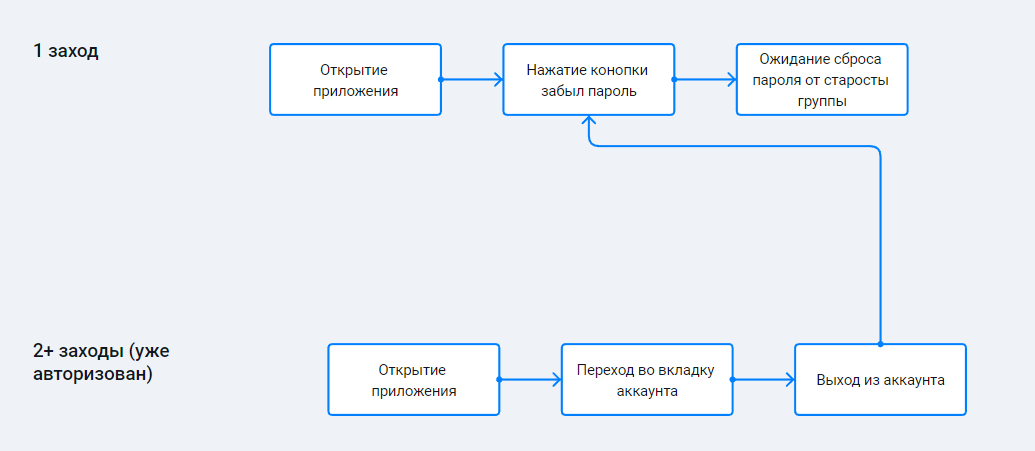 1 заход
Открытие
приложения
Нажатие конопки
забыл пароль
Ожидание сброса
пароля от старосты
группы
2+ заходы (уже
авторизован)
Открытие
приложения
Переход во вкладку
аккаунта
Выход из аккаунта